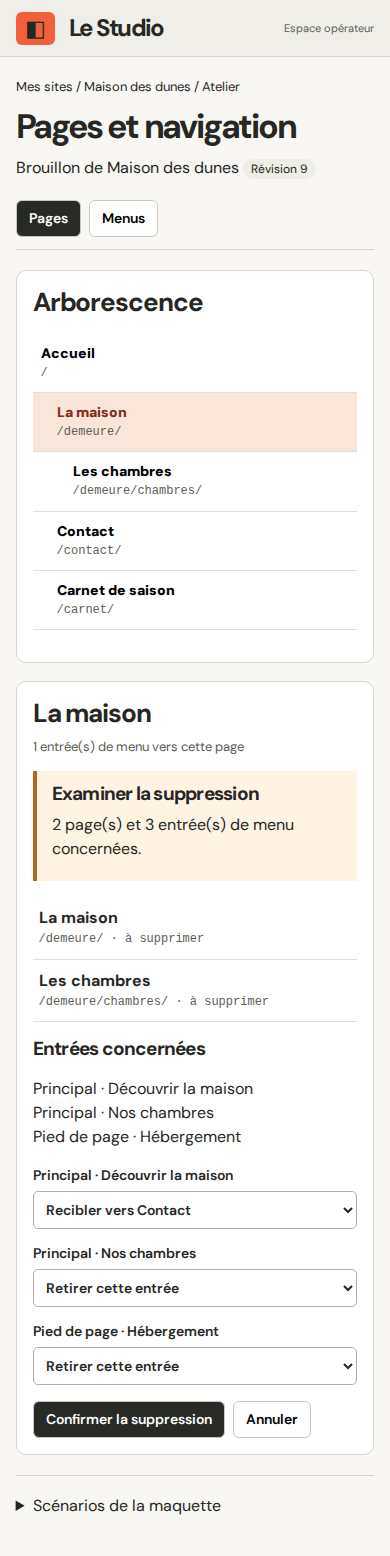 Le Studio
Espace opérateur
Mes sites / Maison des dunes / Atelier
Pages et navigation
Brouillon de Maison des dunes Révision 9
Pages Menus
Arborescence
Accueil
/
La maison
/demeure/
Les chambres
/demeure/chambres/
Contact
/contact/
Carnet de saison
/carnet/
La maison
1 entrée(s) de menu vers cette page
Examiner la suppression
2 page(s) et 3 entrée(s) de menu
concernées.
La maison
/demeure/ · à supprimer
Les chambres
/demeure/chambres/ · à supprimer
Entrées concernées
Principal · Découvrir la maison
Principal · Nos chambres
Pied de page · Hébergement
Principal · Découvrir la maison
Recibler vers Contact
Principal · Nos chambres
Retirer cette entrée
Pied de page · Hébergement
Retirer cette entrée
Confirmer la suppression Annuler
Scénarios de la maquette